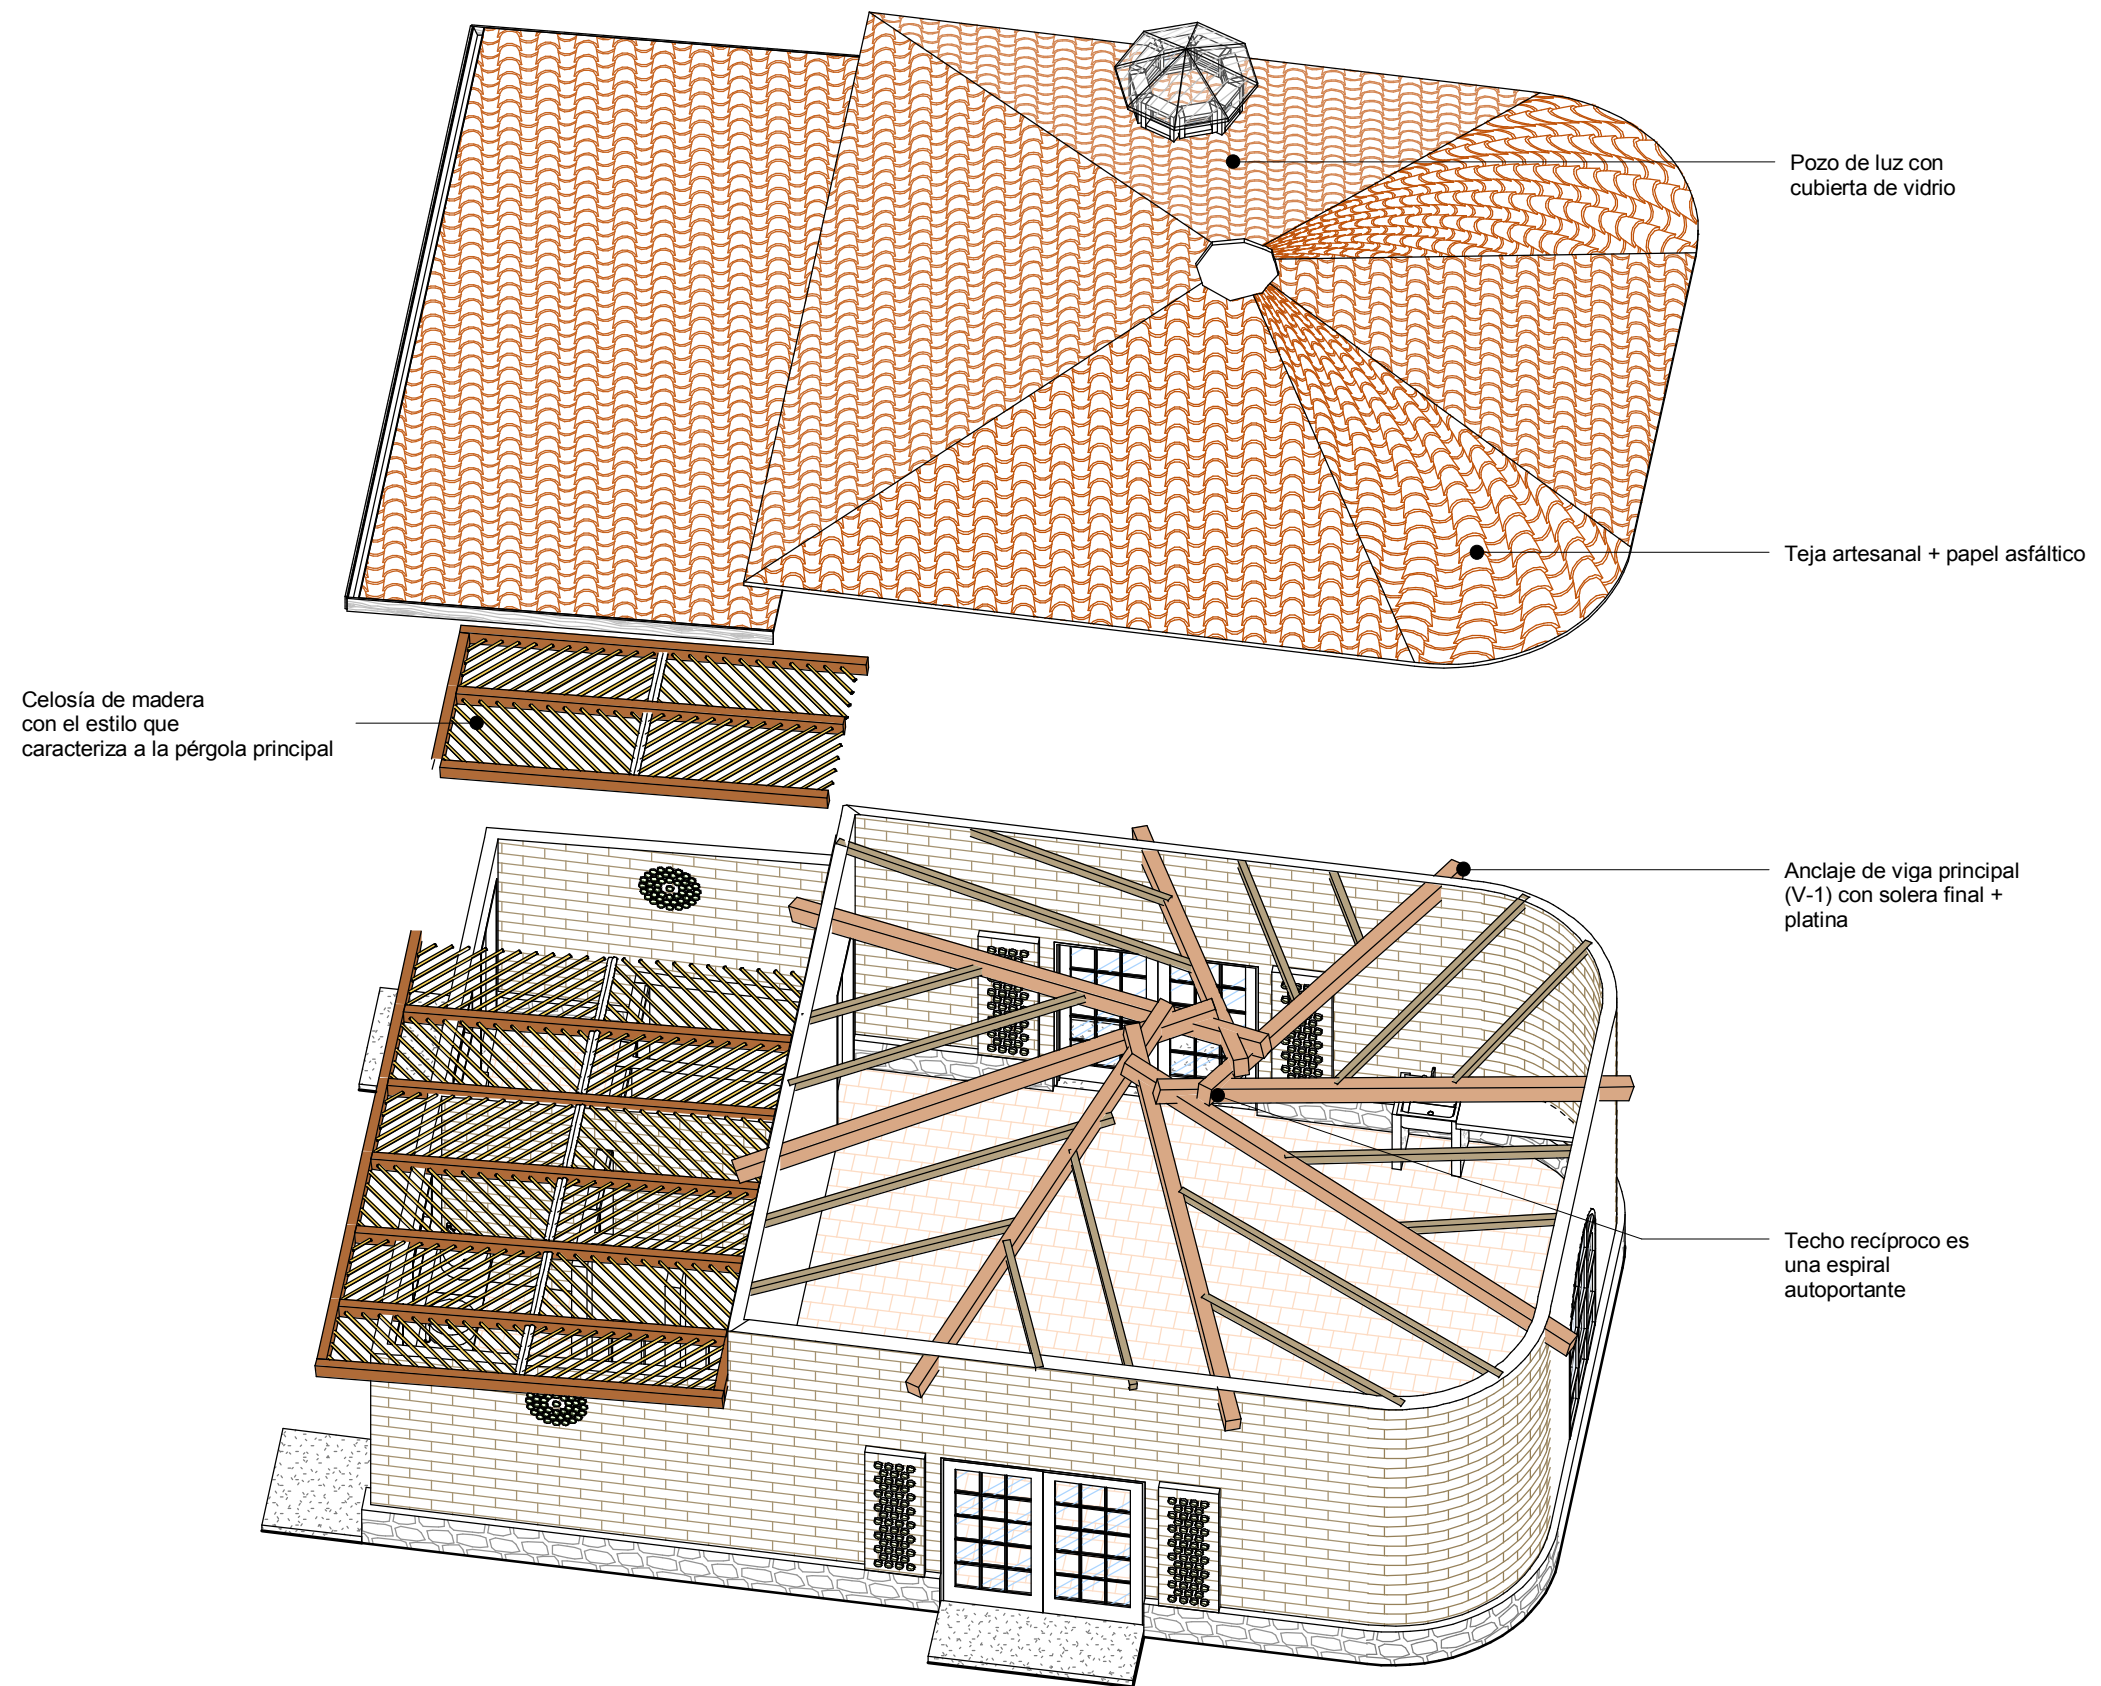 Pozo de luz con
cubierta de vidrio
Teja artesanal + papel asfáltico
Celosía de madera
con el estilo que
caracteriza a la pérgola principal
Anclaje de viga principal
(V-1) con solera final +
platina
Techo recíproco es
una espiral
autoportante